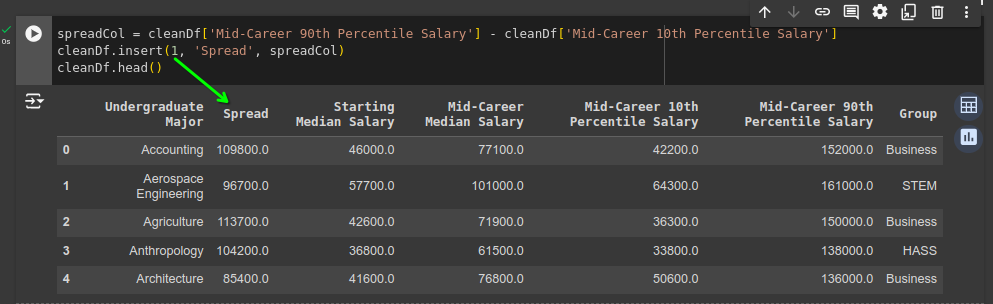 spreadCol = cleanDf['Mid-Career 90th Percentile Salary'] - cleanDf['Mid-Career 10th Percentile Salary']
cleanDf.insert(1, 'Spread', spreadCol)
cleanDf.head()
0s
Undergraduate Major Spread Starting Median Salary Mid-Career Median Salary Mid-Career 10th Percentile Salary Mid-Career 90th Percentile Salary Group
0 Accounting 109800.0 46000.0 77100.0 42200.0 152000.0 Business
1 Aerospace Engineering 96700.0 57700.0 101000.0 64300.0 161000.0 STEM
2 Agriculture 113700.0 42600.0 71900.0 36300.0 150000.0 Business
3 Anthropology 104200.0 36800.0 61500.0 33800.0 138000.0 HASS
4 Architecture 85400.0 41600.0 76800.0 50600.0 136000.0 Business